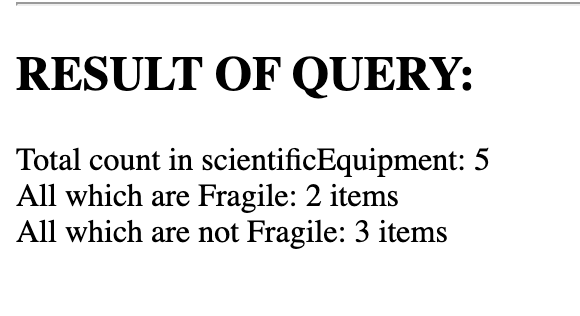 RESULT OF QUERY:
Total count in scientificEquipment: 5
All which are Fragile: 2 items
All which are not Fragile: 3 items